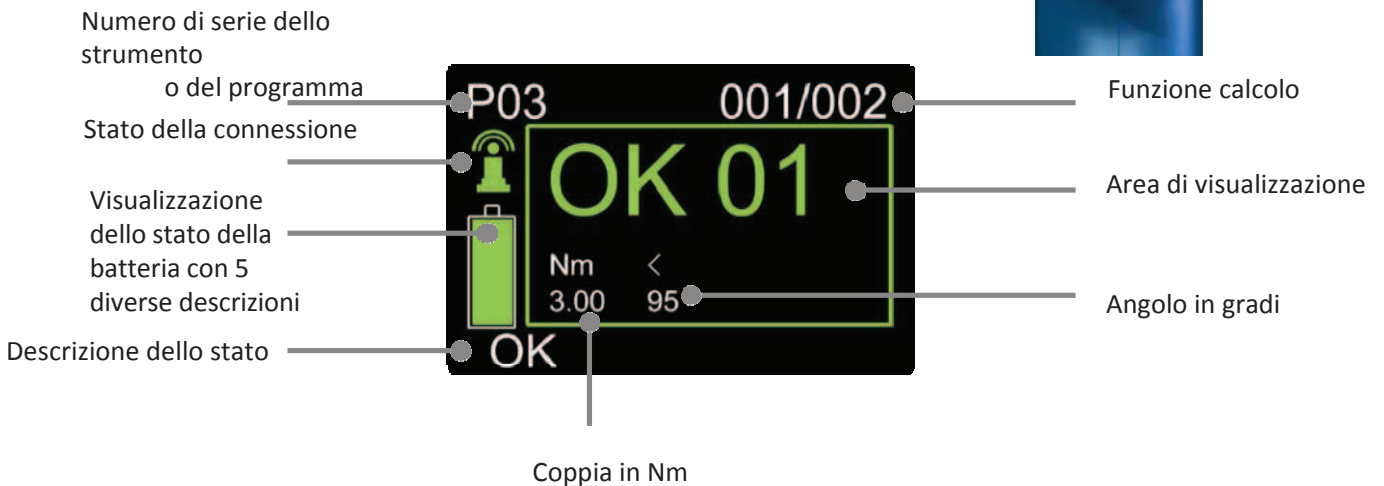 Numero di serie dello
strumento
o del programma
Stato della connessione
Visualizzazione
dello stato della
batteria con 5
diverse descrizioni
Descrizione dello stato
P03
001/002
OK 01
Nm <
3.00 95
OK
Funzione calcolo
Area di visualizzazione
Angolo in gradi
Coppia in Nm